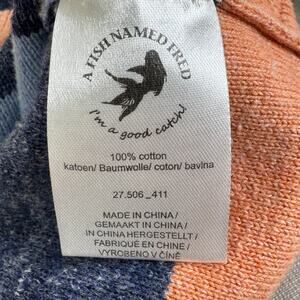 A FISH NAMED FRED
I'm a good catch!
100% cotton
katoen/ Baumwolle/ coton/ bavlna
27.506_411
MADE IN CHINA/
GEMAAKT IN CHINA/
IN CHINA HERGESTELLT/
FABRIQUÉ EN CHINE/
VYROBENO V ČÍNĚ